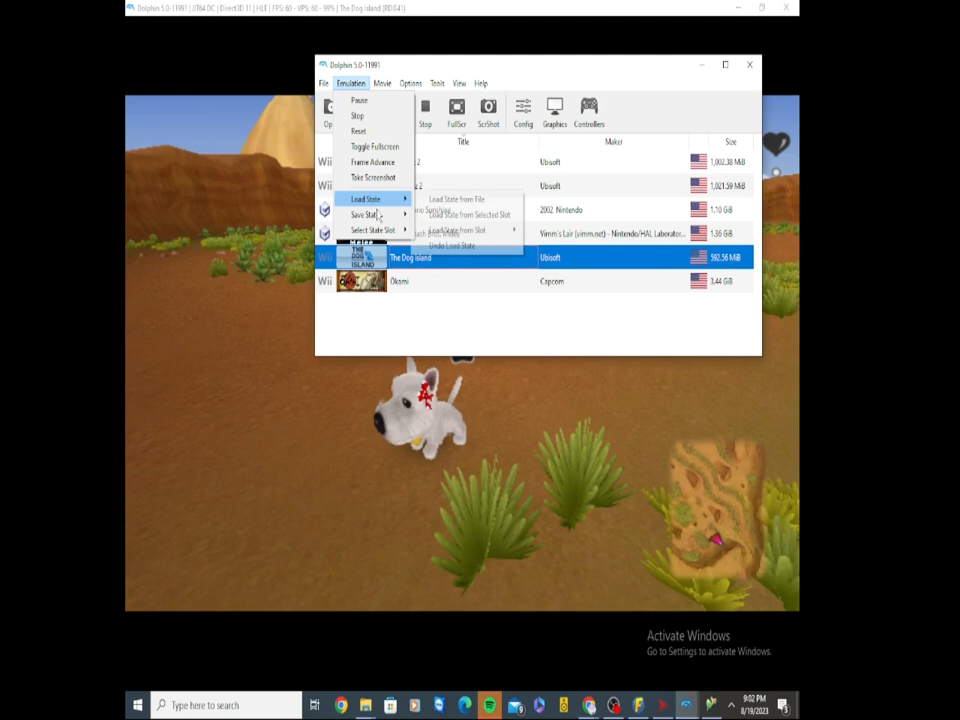 Dolphin 5.0-11991 | JIT64 DC | Direct3D 11 | HLE | FPS: 60 - VPS: 60 - 99% | The Dog Island (RDIE41)
Dolphin 5.0-11991
File Emulation Movie Options Tools View Help
Pause
Stop
Reset
Toggle Fullscreen
Frame Advance
Take Screenshot
Load State
Save State
Select State Slot
Load State from File
Load State from Selected Slot
Load State from Slot
Undo Load State
Stop FullScr ScrShot Config Graphics Controllers
Title Maker Size
Wii 2 Ubisoft 1,002.38 MiB
Wii 2 Ubisoft 1,021.59 MiB
Sunshine 2002 Nintendo 1.10 GiB
Vimm's Lair (vimm.net) - Nintendo/HAL Laborator... 1.36 GiB
Wii THE DOG ISLAND The Dog Island Ubisoft 592.56 MiB
Wii Okami Capcom 3.44 GiB
Activate Windows
Go to Settings to activate Windows.
Type here to search
9:02 PM
8/19/2023